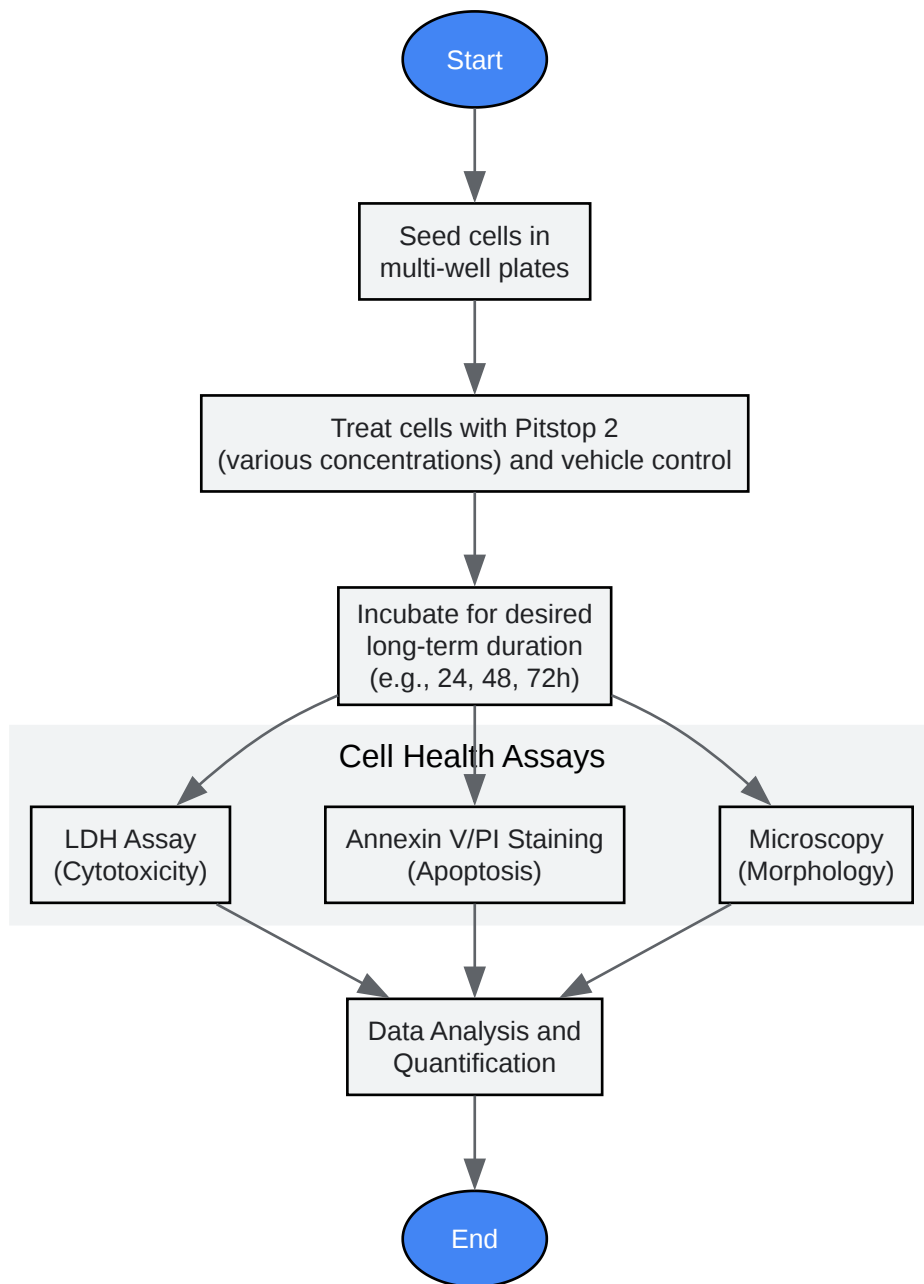 Start
Seed cells in
multi-well plates
Treat cells with Pitstop 2
(various concentrations) and vehicle control
Incubate for desired
long-term duration
(e.g., 24, 48, 72h)
Cell Health Assays
LDH Assay
(Cytotoxicity)
Annexin V/PI Staining
(Apoptosis)
Microscopy
(Morphology)
Data Analysis and
Quantification
End